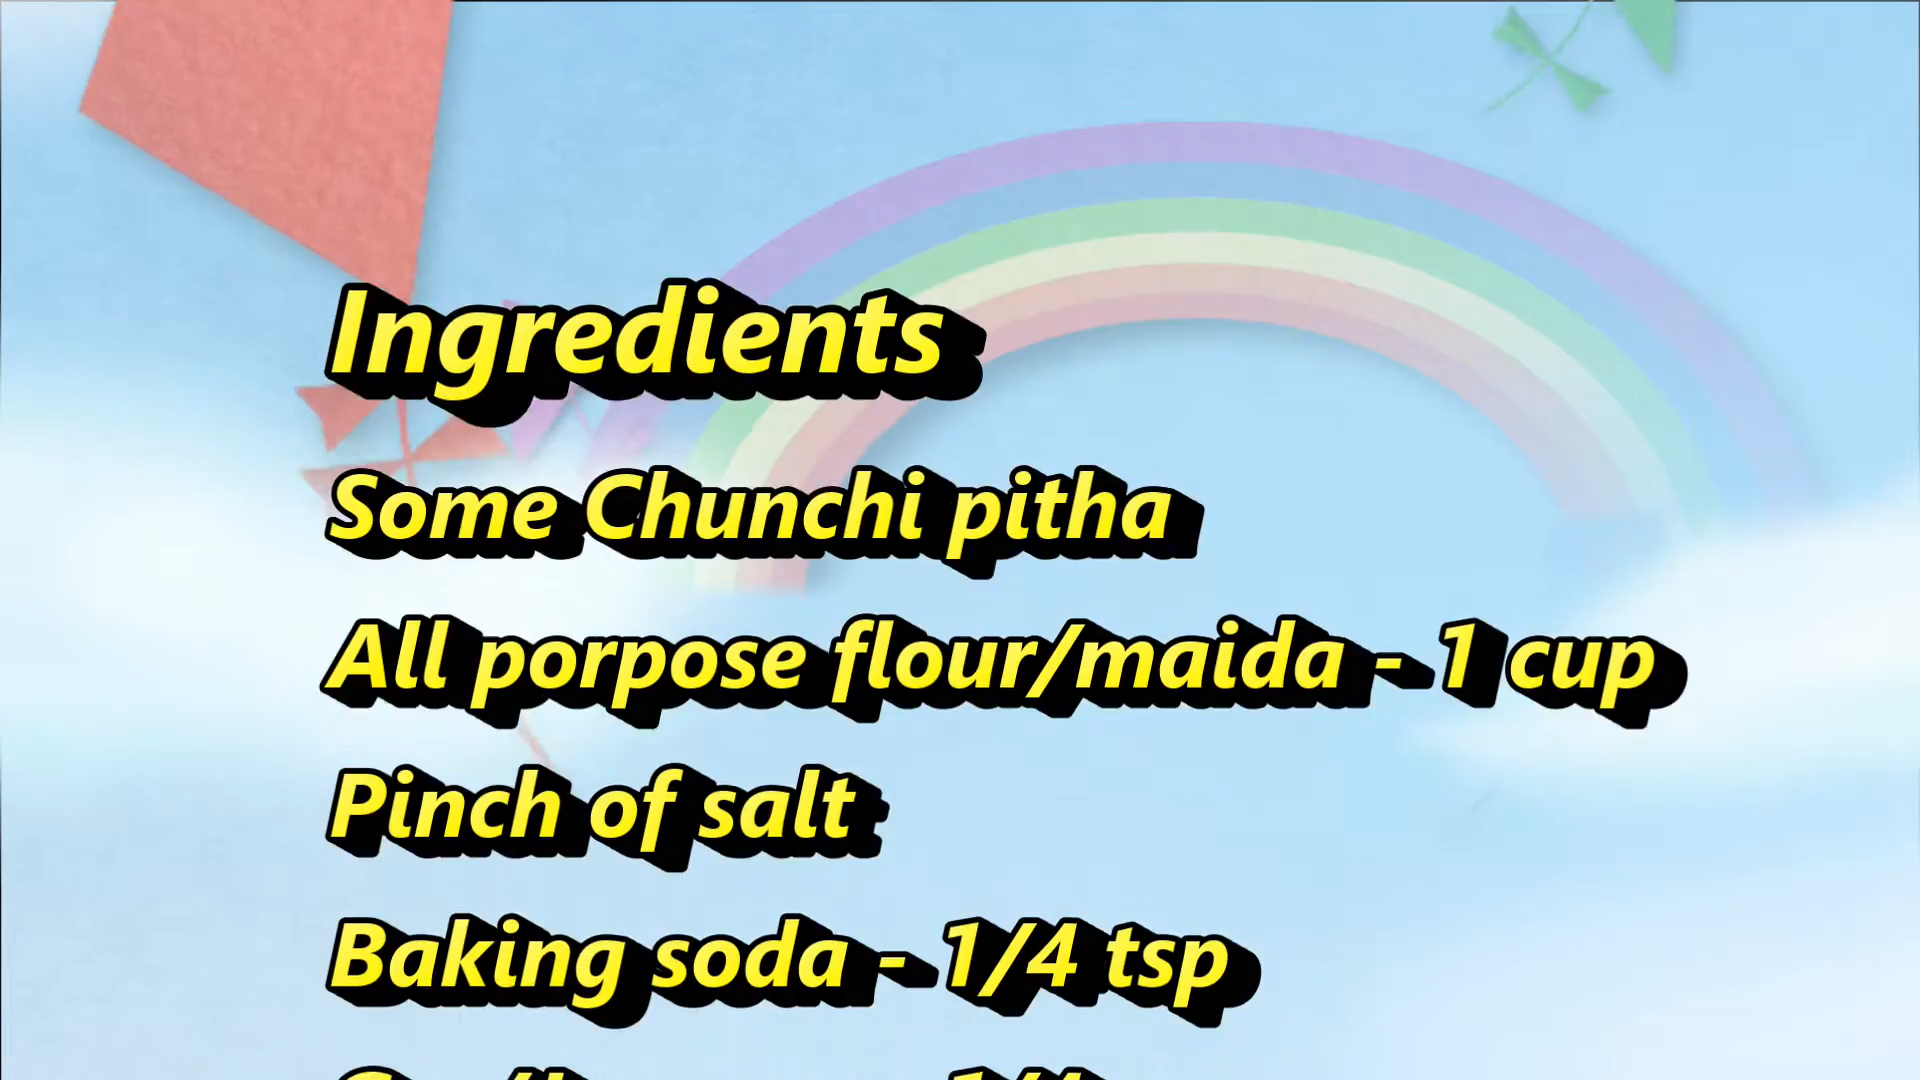 Ingredients
Some Chunchi pitha
All porpose flour/maida - 1 cup
Pinch of salt
Baking soda - 1/4 tsp